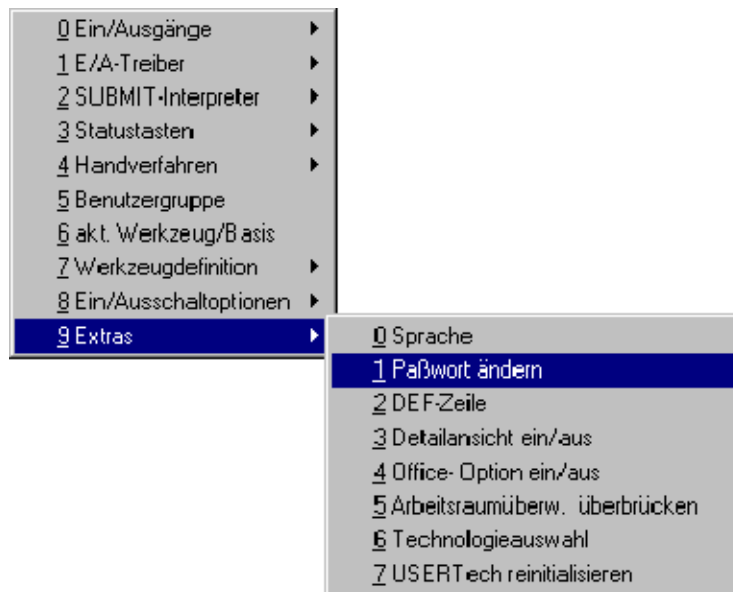 0 Ein/Ausgänge
1 E/A-Treiber
2 SUBMIT-Interpreter
3 Statustasten
4 Handverfahren
5 Benutzergruppe
6 akt. Werkzeug/Basis
7 Werkzeugdefinition
8 Ein/Ausschaltoptionen
9 Extras
0 Sprache
1 Paßwort ändern
2 DEF-Zeile
3 Detailansicht ein/aus
4 Office- Option ein/aus
5 Arbeitsraumüberw. überbrücken
6 Technologieauswahl
7 USERTech reinitialisieren